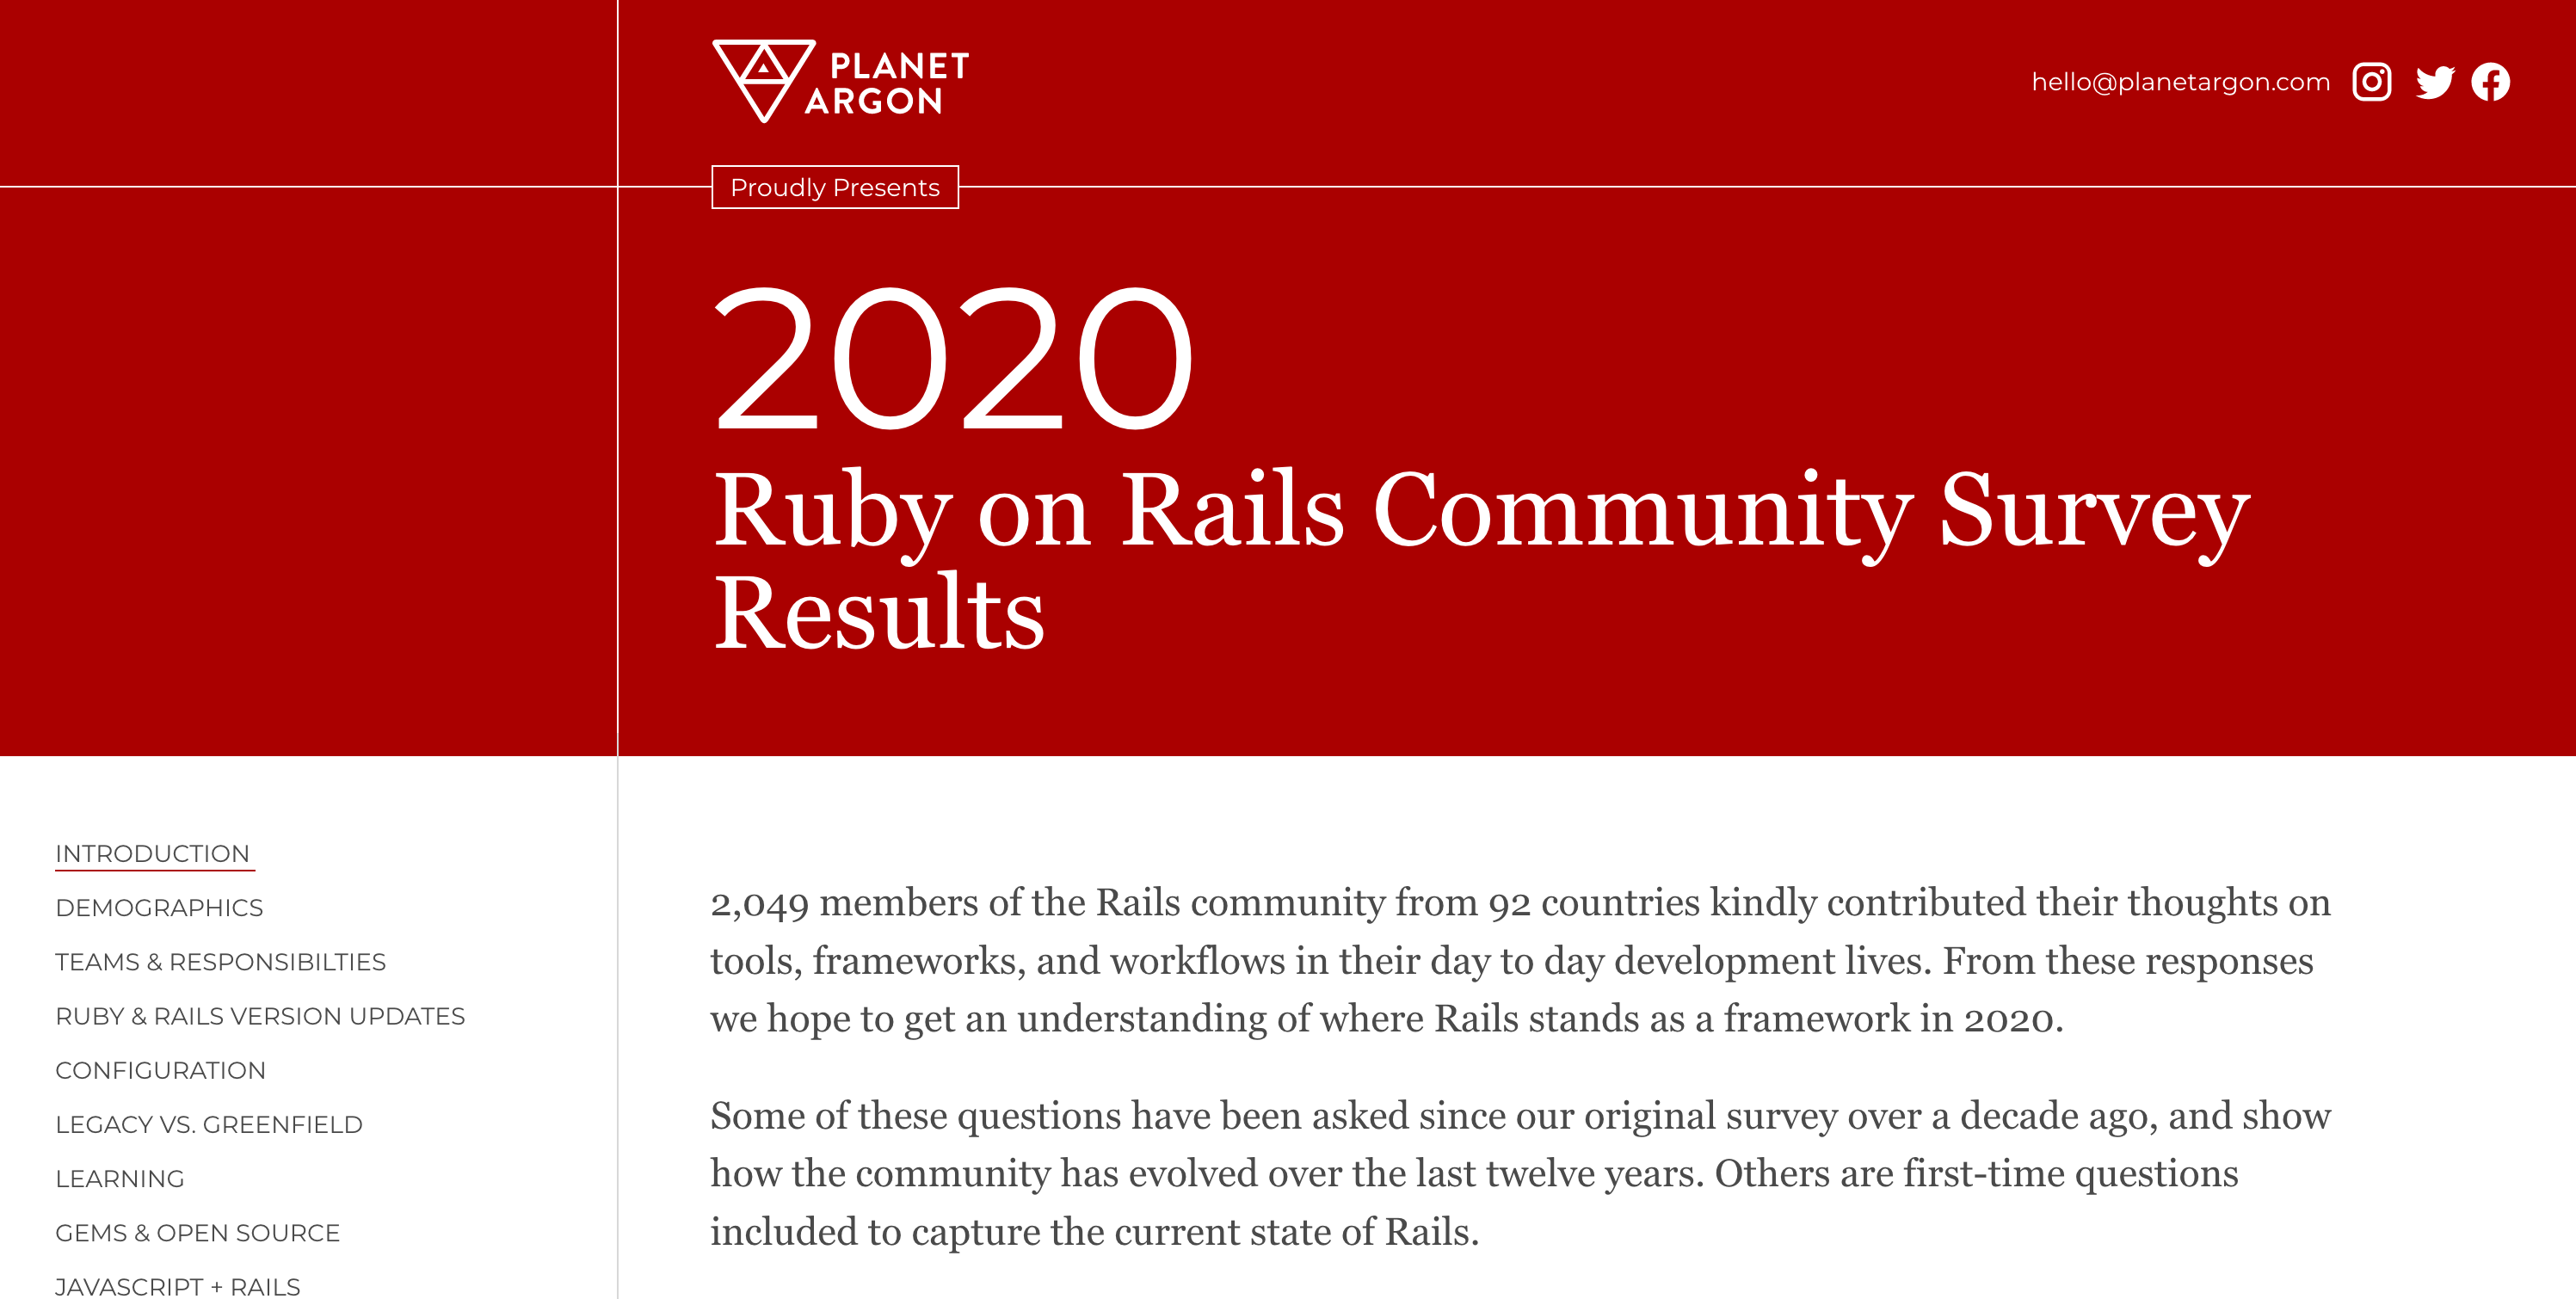 PLANET
ARGON
hello@planetargon.com
Proudly Presents
2020
Ruby on Rails Community Survey
Results
INTRODUCTION
DEMOGRAPHICS
TEAMS & RESPONSIBILTIES
RUBY & RAILS VERSION UPDATES
CONFIGURATION
LEGACY VS. GREENFIELD
LEARNING
GEMS & OPEN SOURCE
JAVASCRIPT + RAILS
2,049 members of the Rails community from 92 countries kindly contributed their thoughts on
tools, frameworks, and workflows in their day to day development lives. From these responses
we hope to get an understanding of where Rails stands as a framework in 2020.
Some of these questions have been asked since our original survey over a decade ago, and show
how the community has evolved over the last twelve years. Others are first-time questions
included to capture the current state of Rails.